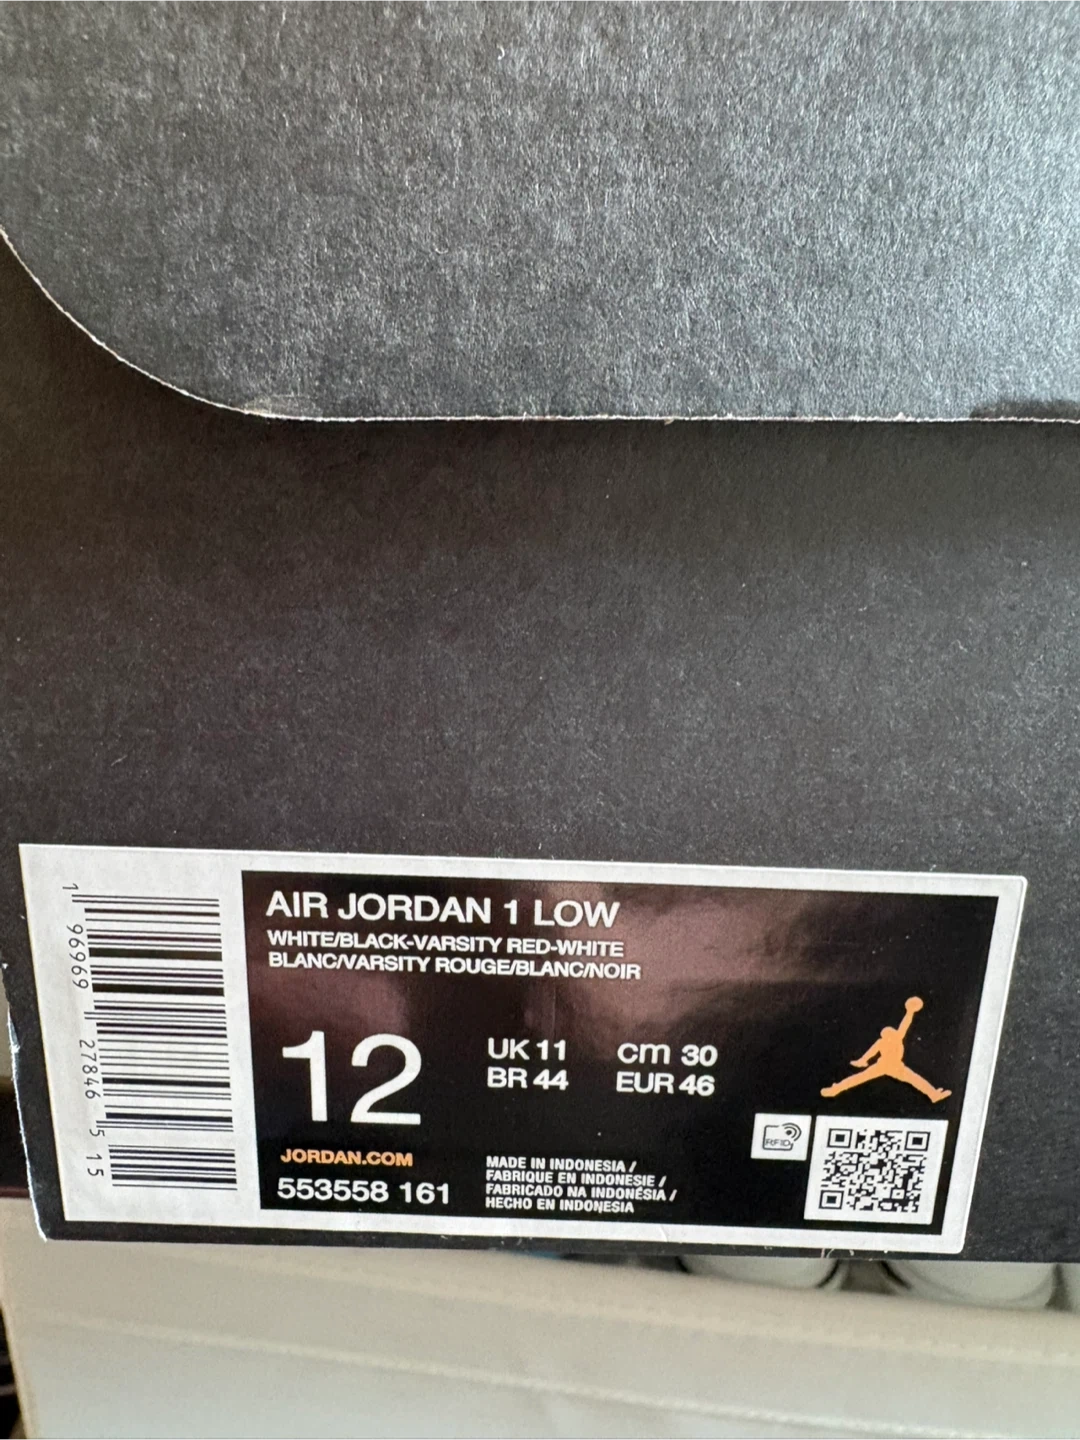 AIR JORDAN 1 LOW
WHITE/BLACK-VARSITY RED-WHITE
BLANC/VARSITY ROUGE/BLANC/NOIR
12
UK 11 cm 30
BR 44 EUR 46
JORDAN.COM
553558 161
MADE IN INDONESIA /
FABRIQUE EN INDONESIE /
FABRICADO NA INDONÉSIA /
HECHO EN INDONESIA
RFID
1 96969 27846 5 15